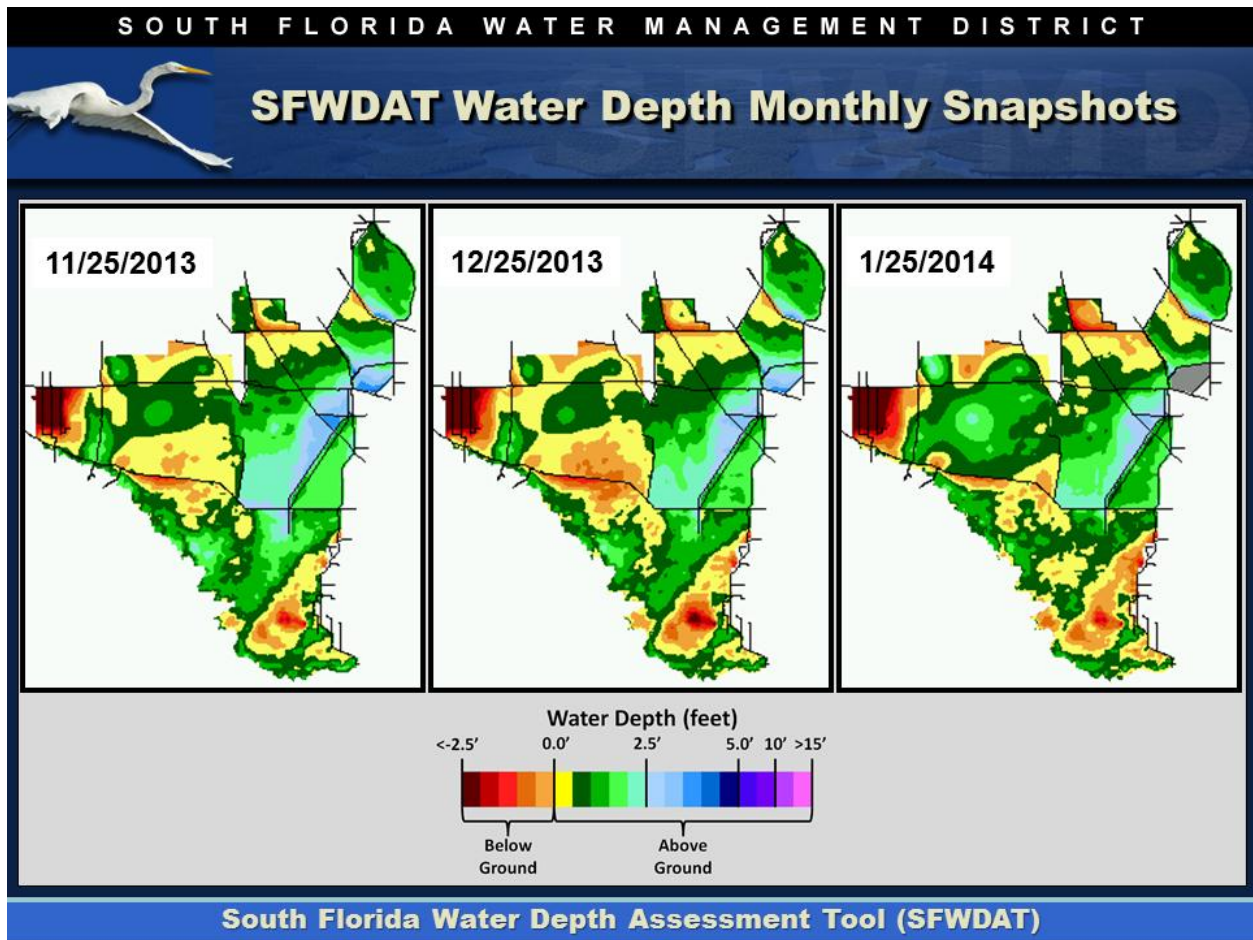 SOUTH FLORIDA WATER MANAGEMENT DISTRICT
SFWDAT Water Depth Monthly Snapshots
SFWMD
11/25/2013
12/25/2013
1/25/2014
Water Depth (feet)
<-2.5' 0.0' 2.5' 5.0' 10' >15'
Below Above
Ground Ground
South Florida Water Depth Assessment Tool (SFWDAT)